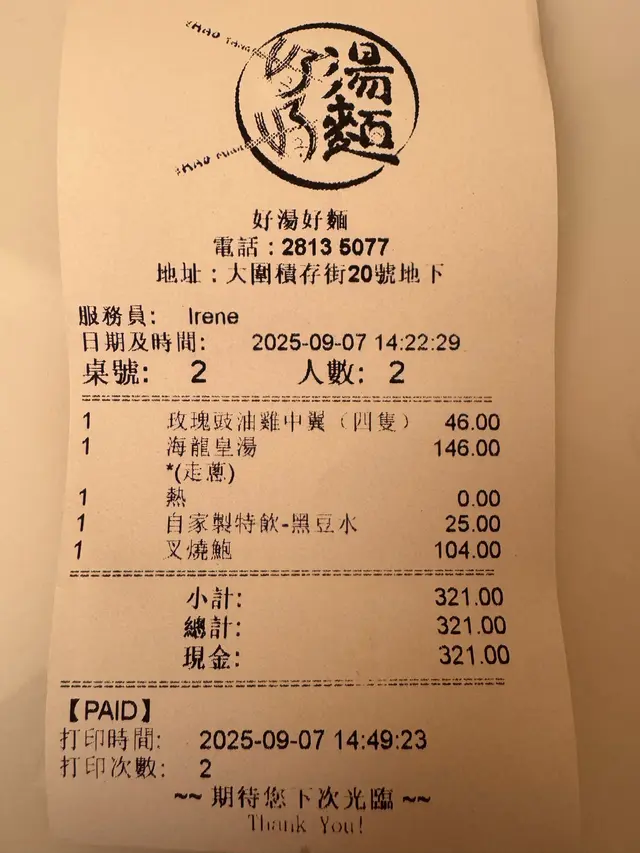 ZHAO TANG
好湯
好麵
ZHAO MIAN
好湯好麵
電話：2813 5077
地址：大圍積存街20號地下
服務員: Irene
日期及時間: 2025-09-07 14:22:29
桌號: 2 人數: 2
1 玫瑰豉油雞中翼（四隻） 46.00
1 海龍皇湯 146.00
*(走蔥)
1 熱 0.00
1 自家製特飲-黑豆水 25.00
1 叉燒鮑 104.00
小計: 321.00
總計: 321.00
現金: 321.00
【PAID】
打印時間: 2025-09-07 14:49:23
打印次數: 2
~~ 期待您下次光臨 ~~
Thank You!